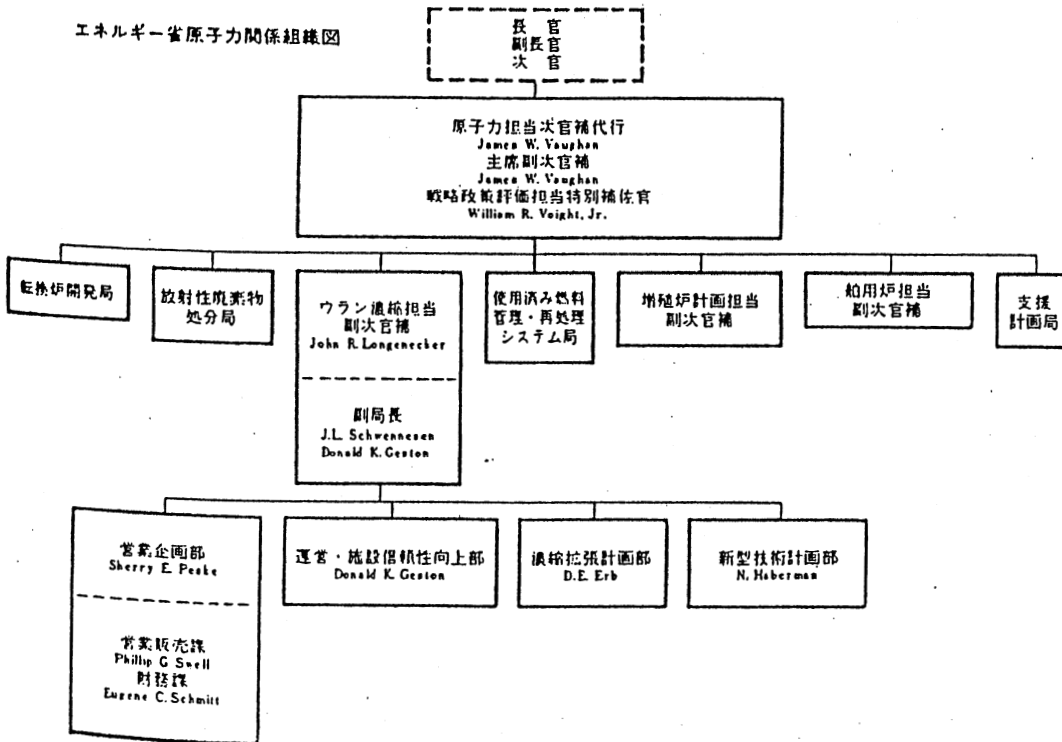 エネルギー省原子力関係組織図
長　官
副長官
次　官
原子力担当次官補代行
James W. Vaughan
主席副次官補
James W. Vaughan
戦略政策評価担当特別補佐官
William R. Voight, Jr.
転換炉開発局
放射性廃棄物
処分局
ウラン濃縮担当
副次官補
John R. Longenecker
副局長
J.L. Schwennesen
Donald K. Geston
使用済み燃料
管理・再処理
システム局
増殖炉計画担当
副次官補
舶用炉担当
副次官補
支援
計画局
営業企画部
Sherry E. Peske
営業販売課
Phillip G Swell
財務課
Eugene C. Schmitt
運営・施設信頼性向上部
Donald K. Geston
濃縮拡張計画部
D.E. Erb
新型技術計画部
N. Haberman